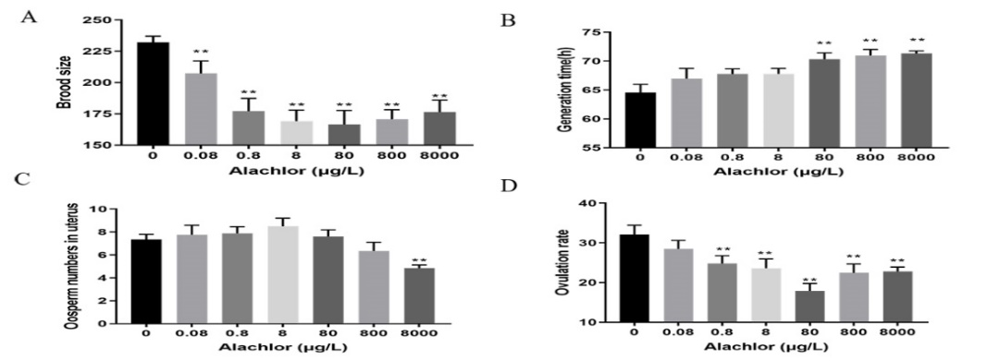 A
Brood size
250
225
200
175
150
**
**
**
**
**
**
0 0.08 0.8 8 80 800 8000
Alachlor (µg/L)
B
Generation time(h)
75
70
65
60
55
** ** **
0 0.08 0.8 8 80 800 8000
Alachlor (µg/L)
C
Oosperm numbers in uterus
10
8
6
4
2
0
**
0 0.08 0.8 8 80 800 8000
Alachlor (µg/L)
D
Ovulation rate
40
30
20
10
**
**
**
**
**
0 0.08 0.8 8 80 800 8000
Alachlor (µg/L)